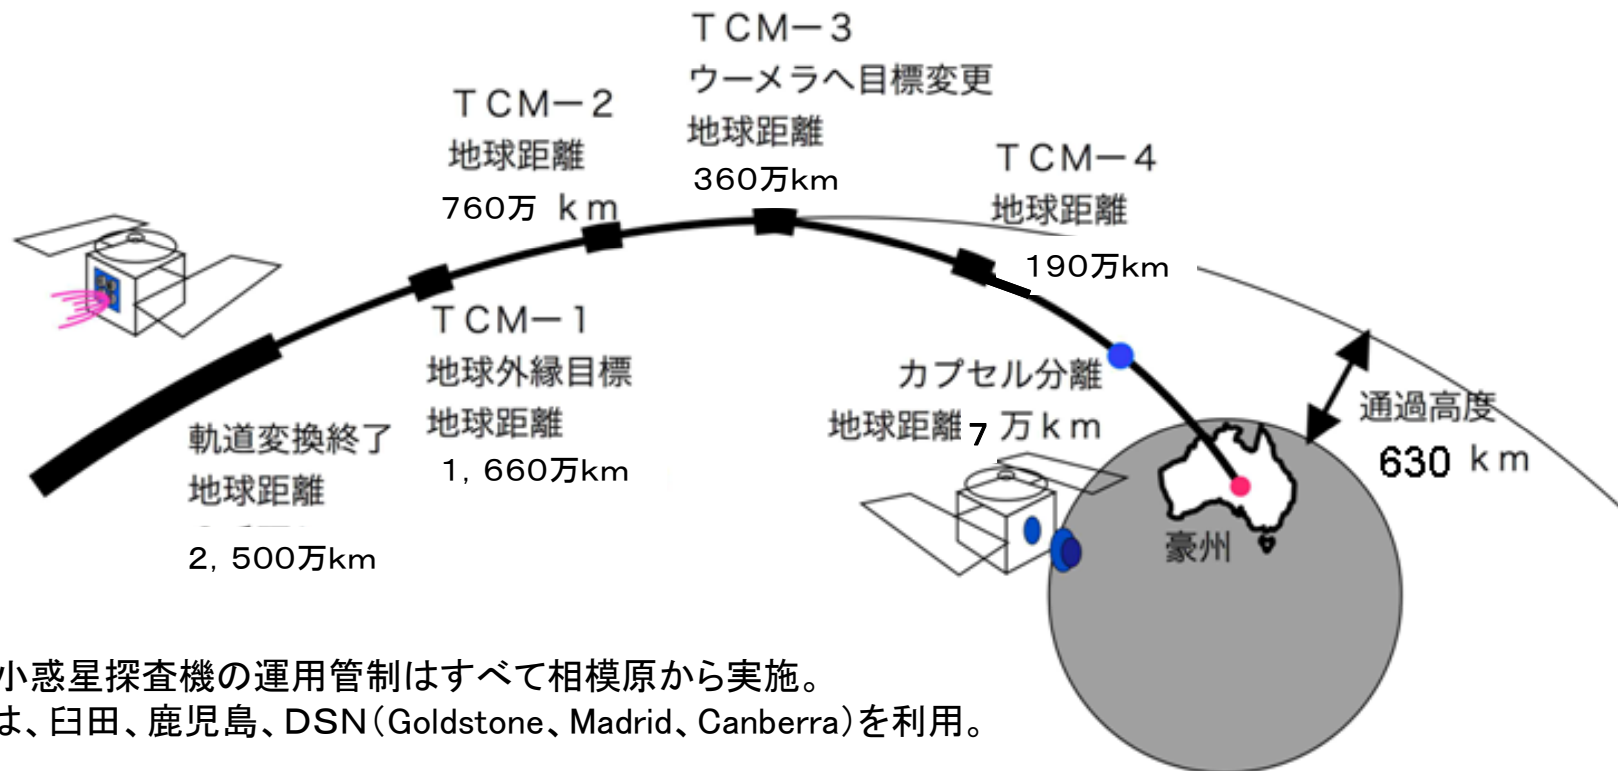 TCM－3
ウーメラへ目標変更
地球距離
360万km
TCM－2
地球距離
760万 km
TCM－4
地球距離
190万km
TCM－1
地球外縁目標
地球距離
1，660万km
軌道変換終了
地球距離
2，500万km
カプセル分離
地球距離 7 万km
通過高度
630 km
豪州
小惑星探査機の運用管制はすべて相模原から実施。
は、臼田、鹿児島、DSN（Goldstone、Madrid、Canberra）を利用。